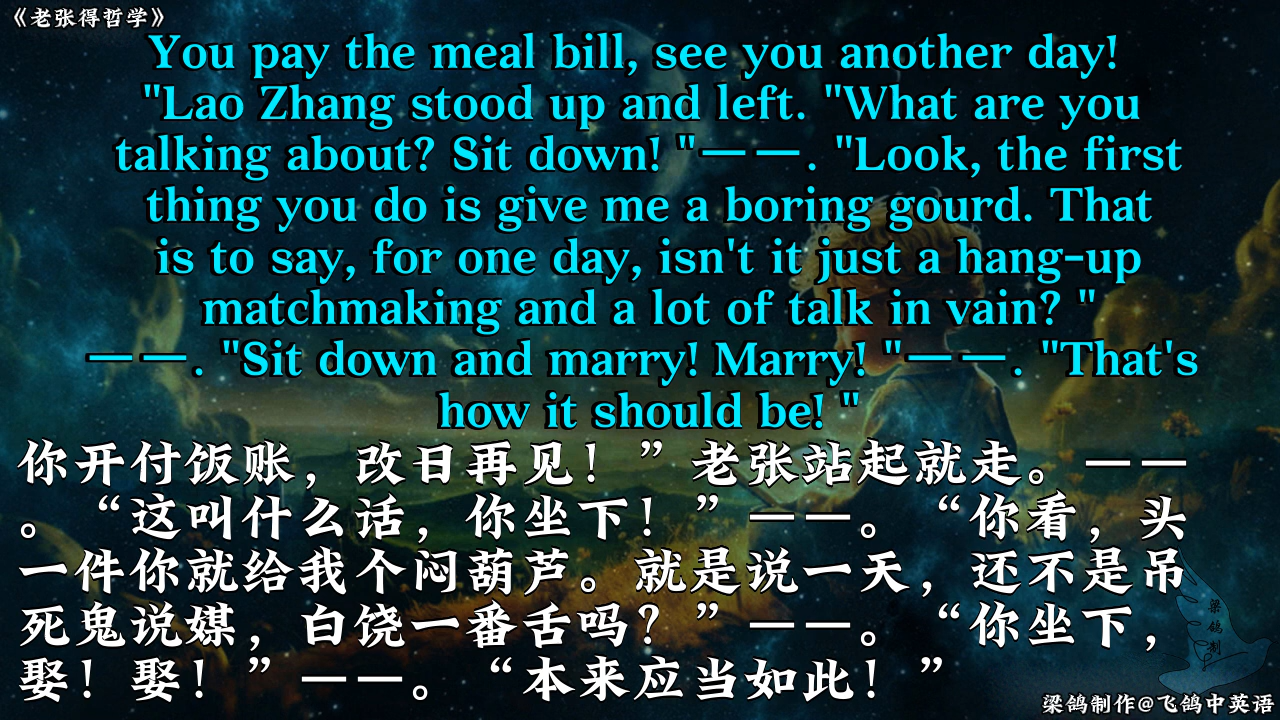 《老张得哲学》
You pay the meal bill, see you another day!
"Lao Zhang stood up and left. "What are you
talking about? Sit down! "——. "Look, the first
thing you do is give me a boring gourd. That
is to say, for one day, isn't it just a hang-up
matchmaking and a lot of talk in vain? "
——. "Sit down and marry! Marry! "——. "That's
how it should be! "
你开付饭账，改日再见！”老张站起就走。——
。“这叫什么话，你坐下！”——。“你看，头
一件你就给我个闷葫芦。就是说一天，还不是吊
死鬼说媒，白饶一番舌吗？”——。“你坐下，
娶！娶！”——。“本来应当如此！”
梁鸽制
梁鸽制作@飞鸽中英语